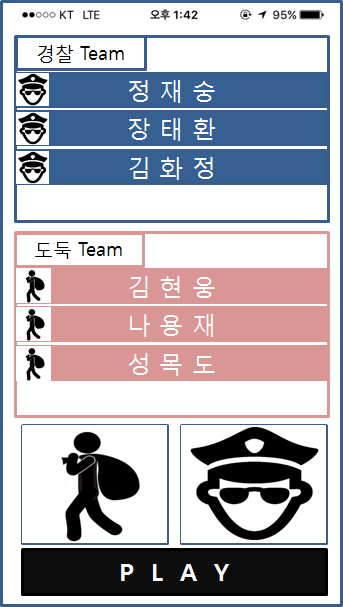 ●●○○○ KT LTE 오후 1:42 95%
경찰 Team
정 재 승
장 태 환
김 화 정
도둑 Team
김 현 웅
나 용 재
성 목 도
P L A Y